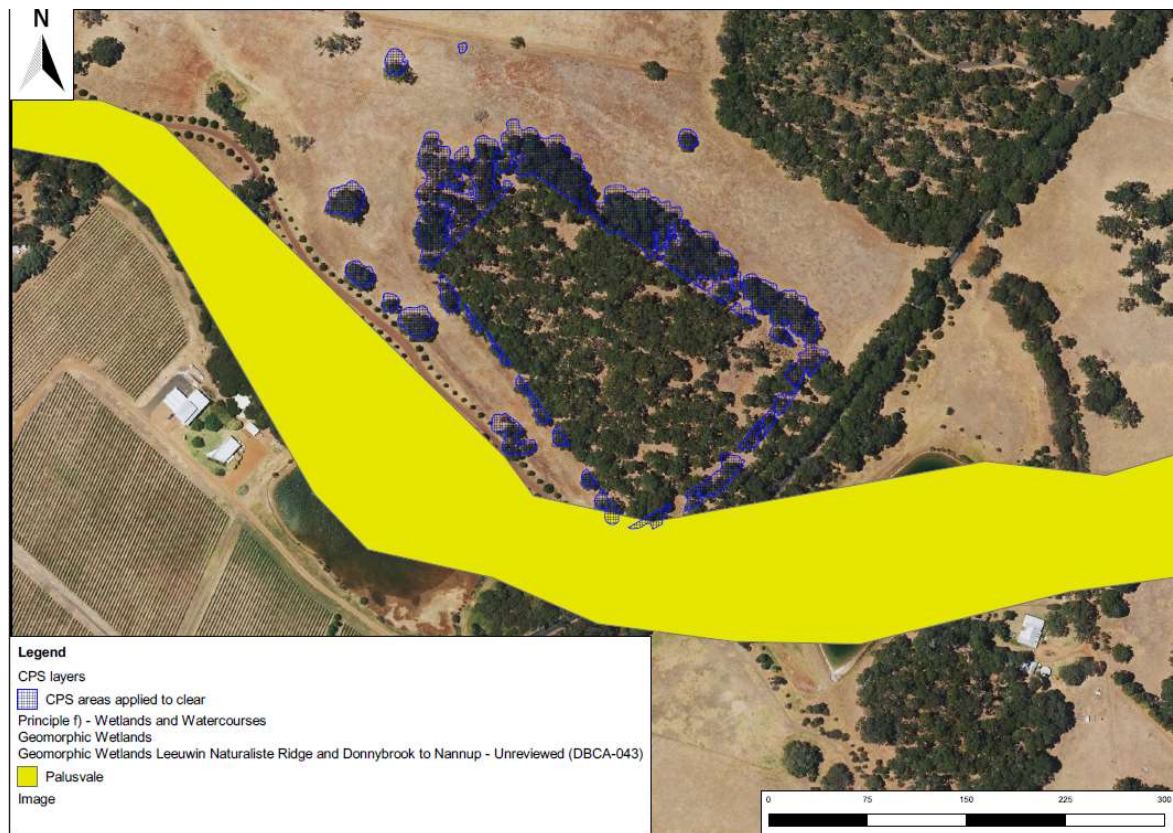 N
Legend
CPS layers
CPS areas applied to clear
Principle f) - Wetlands and Watercourses
Geomorphic Wetlands
Geomorphic Wetlands Leeuwin Naturaliste Ridge and Donnybrook to Nannup - Unreviewed (DBCA-043)
Palusvale
Image
0 75 150 225 300